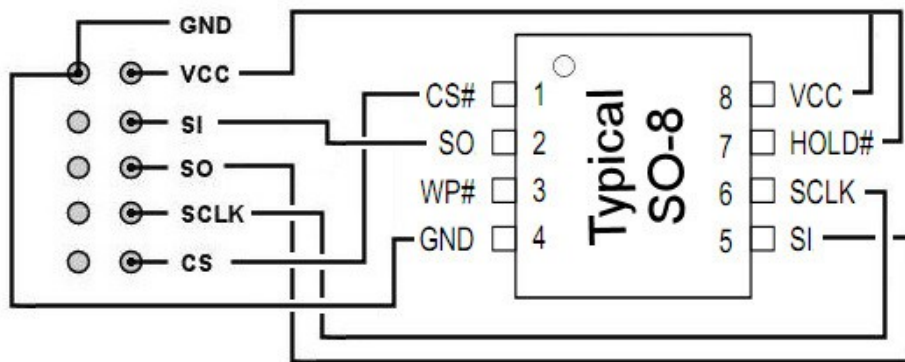 GND
VCC
SI
SO
SCLK
CS
CS#
SO
WP#
GND
1
2
3
4
Typical
SO-8
8
7
6
5
VCC
HOLD#
SCLK
SI